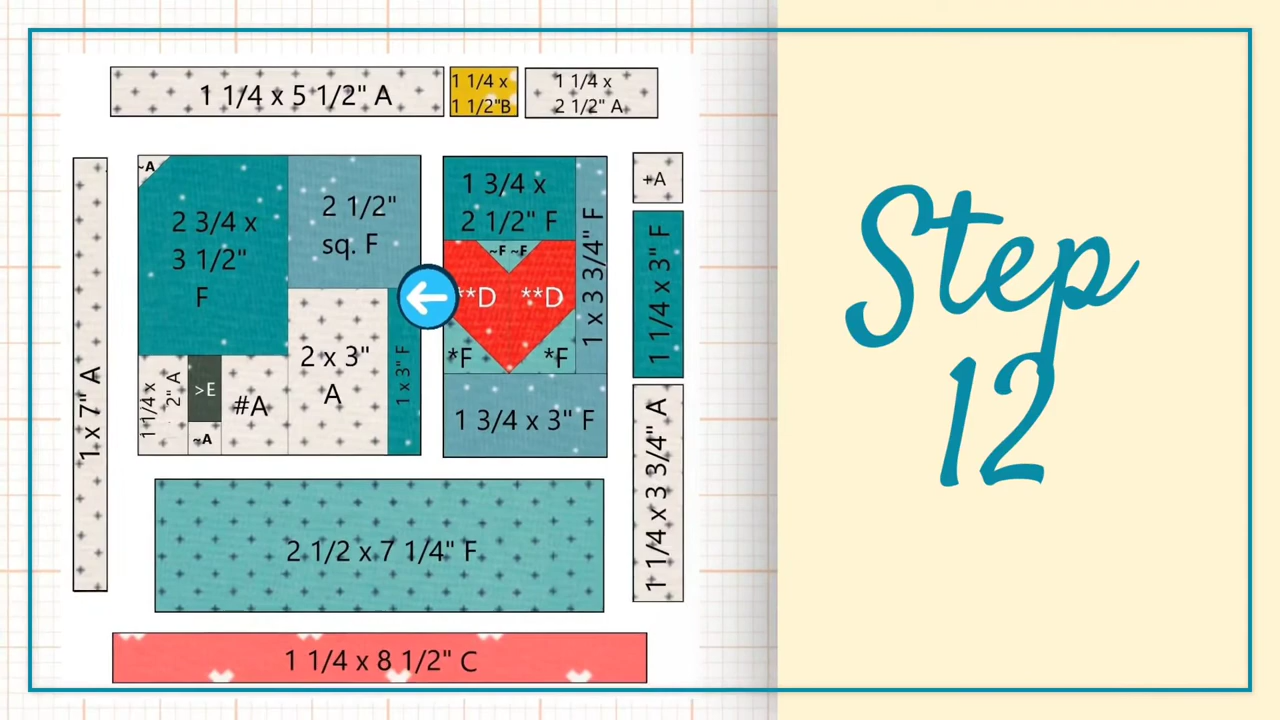 1 1/4 x 5 1/2" A
1 1/4 x
1 1/2"B
1 1/4 x
2 1/2" A
1 x 7" A
~A
2 3/4 x
3 1/2"
F
2 1/2"
sq. F
1 1/4 x
2" A
>E
~A
#A
2 x 3"
A
1 x 3" F
1 3/4 x
2 1/2" F
~F ~F
**D **D
*F *F
1 x 3 3/4" F
1 3/4 x 3" F
+A
1 1/4 x 3" F
1 1/4 x 3 3/4" A
2 1/2 x 7 1/4" F
1 1/4 x 8 1/2" C
Step
12